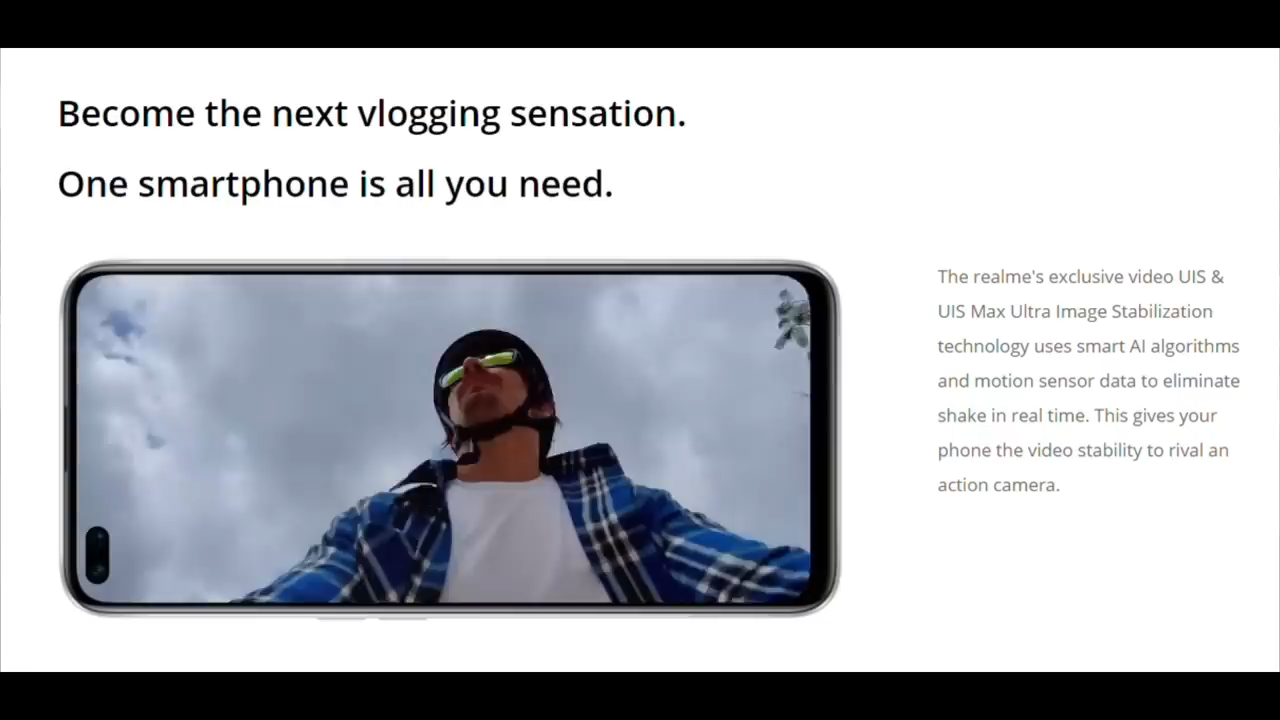 Become the next vlogging sensation.
One smartphone is all you need.
The realme's exclusive video UIS &
UIS Max Ultra Image Stabilization
technology uses smart AI algorithms
and motion sensor data to eliminate
shake in real time. This gives your
phone the video stability to rival an
action camera.